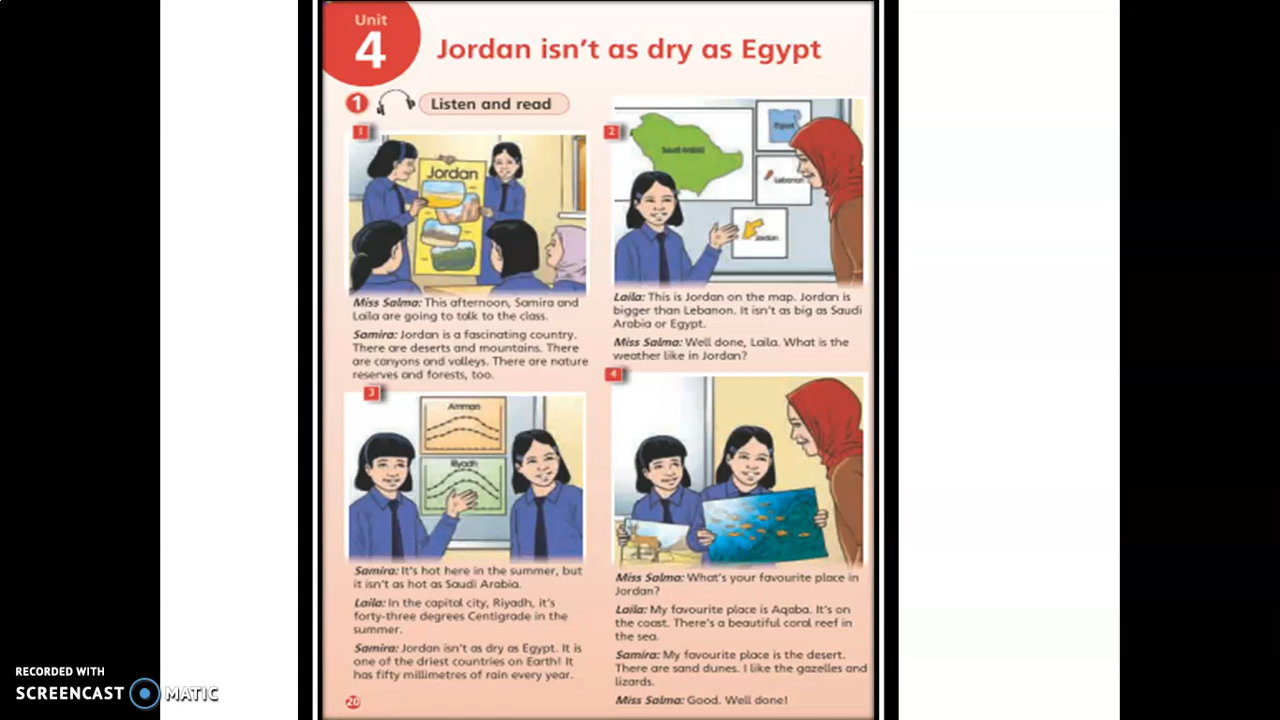 Unit
4
Jordan isn't as dry as Egypt
1
Listen and read
1
Jordan
Miss Salma: This afternoon, Samira and
Laila are going to talk to the class.
Samira: Jordan is a fascinating country.
There are deserts and mountains. There
are canyons and valleys. There are nature
reserves and forests, too.
2
Saudi Arabia
Egypt
Lebanon
Jordan
Laila: This is Jordan on the map. Jordan is
bigger than Lebanon. It isn't as big as Saudi
Arabia or Egypt.
Miss Salma: Well done, Laila. What is the
weather like in Jordan?
3
Amman
Riyadh
Samira: It's hot here in the summer, but
it isn't as hot as Saudi Arabia.
Laila: In the capital city, Riyadh, it's
forty-three degrees Centigrade in the
summer.
Samira: Jordan isn't as dry as Egypt. It is
one of the driest countries on Earth! It
has fifty millimetres of rain every year.
4
Miss Salma: What's your favourite place in
Jordan?
Laila: My favourite place is Aqaba. It's on
the coast. There's a beautiful coral reef in
the sea.
Samira: My favourite place is the desert.
There are sand dunes. I like the gazelles and
lizards.
Miss Salma: Good. Well done!
20
RECORDED WITH
SCREENCAST MATIC